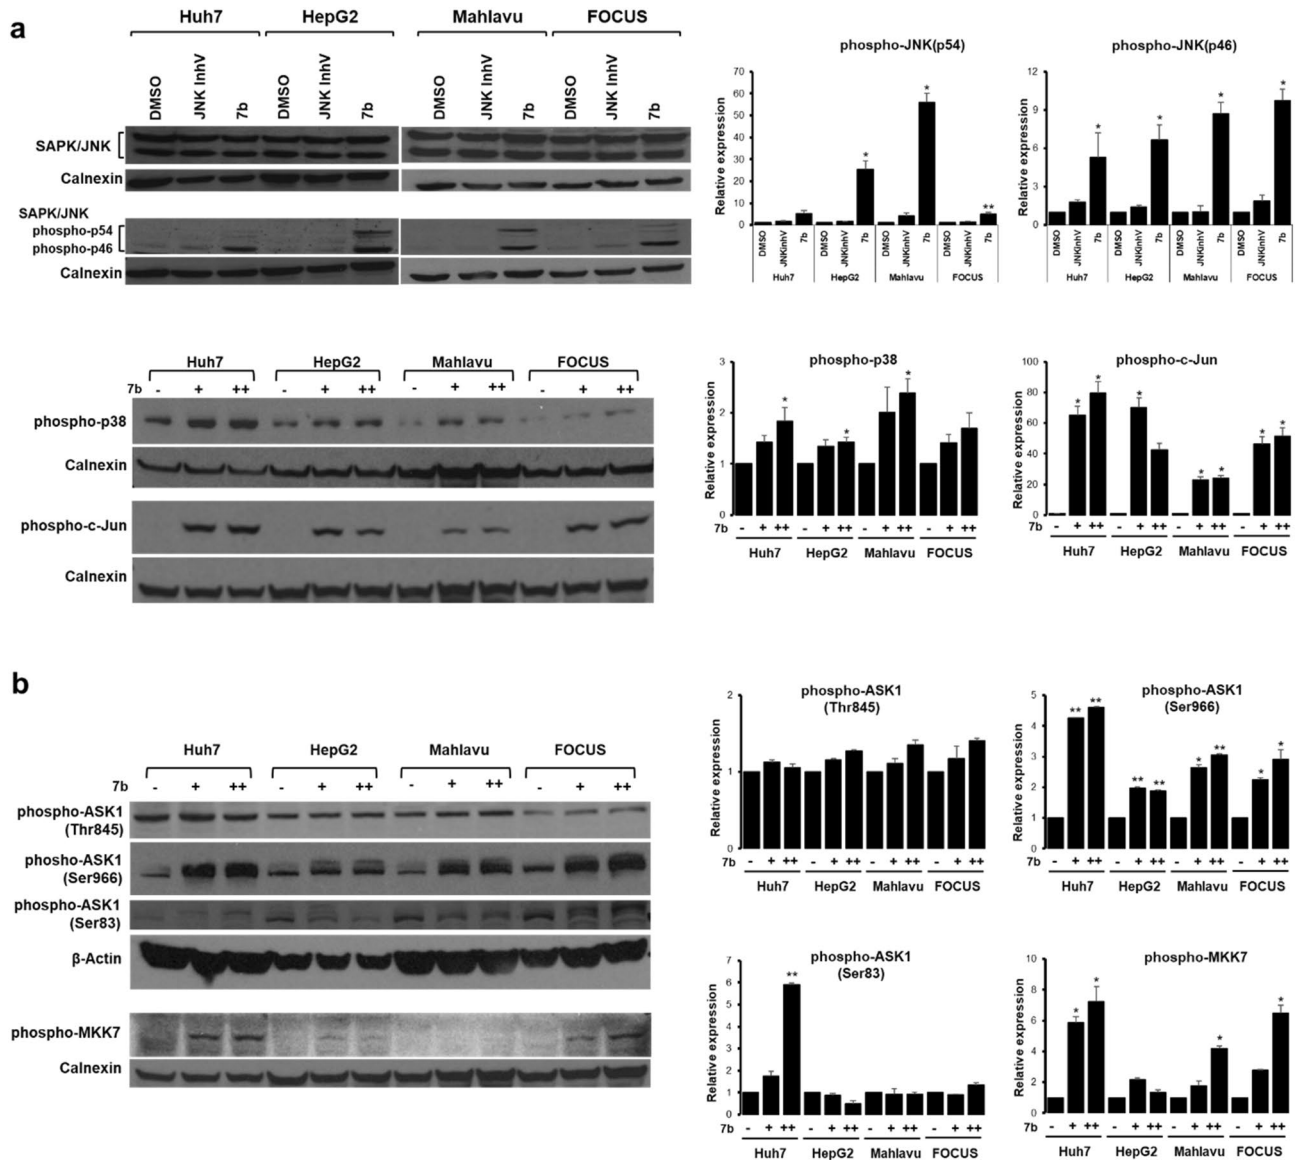 a
Huh7 HepG2 Mahlavu FOCUS
DMSO JNK InhV 7b DMSO JNK InhV 7b DMSO JNK InhV 7b DMSO JNK InhV 7b
SAPK/JNK
Calnexin
SAPK/JNK
phospho-p54
phospho-p46
Calnexin
phospho-JNK(p54)
Relative expression
70
60
50
40
30
20
10
0
* * **
DMSO JNKinhV 7b DMSO JNKinhV 7b DMSO JNKinhV 7b DMSO JNKinhV 7b
Huh7 HepG2 Mahlavu FOCUS
phospho-JNK(p46)
Relative expression
12
9
6
3
0
* * * *
DMSO JNKinhV 7b DMSO JNKinhV 7b DMSO JNKinhV 7b DMSO JNKinhV 7b
Huh7 HepG2 Mahlavu FOCUS
Huh7 HepG2 Mahlavu FOCUS
7b - + ++ - + ++ - + ++ - + ++
phospho-p38
Calnexin
phospho-c-Jun
Calnexin
phospho-p38
Relative expression
3
2
1
0
* * *
7b - + ++ - + ++ - + ++ - + ++
Huh7 HepG2 Mahlavu FOCUS
phospho-c-Jun
Relative expression
100
80
60
40
20
0
* * * * * * *
7b - + ++ - + ++ - + ++ - + ++
Huh7 HepG2 Mahlavu FOCUS
b
Huh7 HepG2 Mahlavu FOCUS
7b - + ++ - + ++ - + ++ - + ++
phospho-ASK1
(Thr845)
phosho-ASK1
(Ser966)
phospho-ASK1
(Ser83)
β-Actin
phospho-MKK7
Calnexin
phospho-ASK1
(Thr845)
Relative expression
2
1
0
7b - + ++ - + ++ - + ++ - + ++
Huh7 HepG2 Mahlavu FOCUS
phospho-ASK1
(Ser966)
Relative expression
5
4
3
2
1
0
** ** ** ** * ** * *
7b - + ++ - + ++ - + ++ - + ++
Huh7 HepG2 Mahlavu FOCUS
phospho-ASK1
(Ser83)
Relative expression
7
6
5
4
3
2
1
0
**
7b - + ++ - + ++ - + ++ - + ++
Huh7 HepG2 Mahlavu FOCUS
phospho-MKK7
Relative expression
10
8
6
4
2
0
* * * *
7b - + ++ - + ++ - + ++ - + ++
Huh7 HepG2 Mahlavu FOCUS